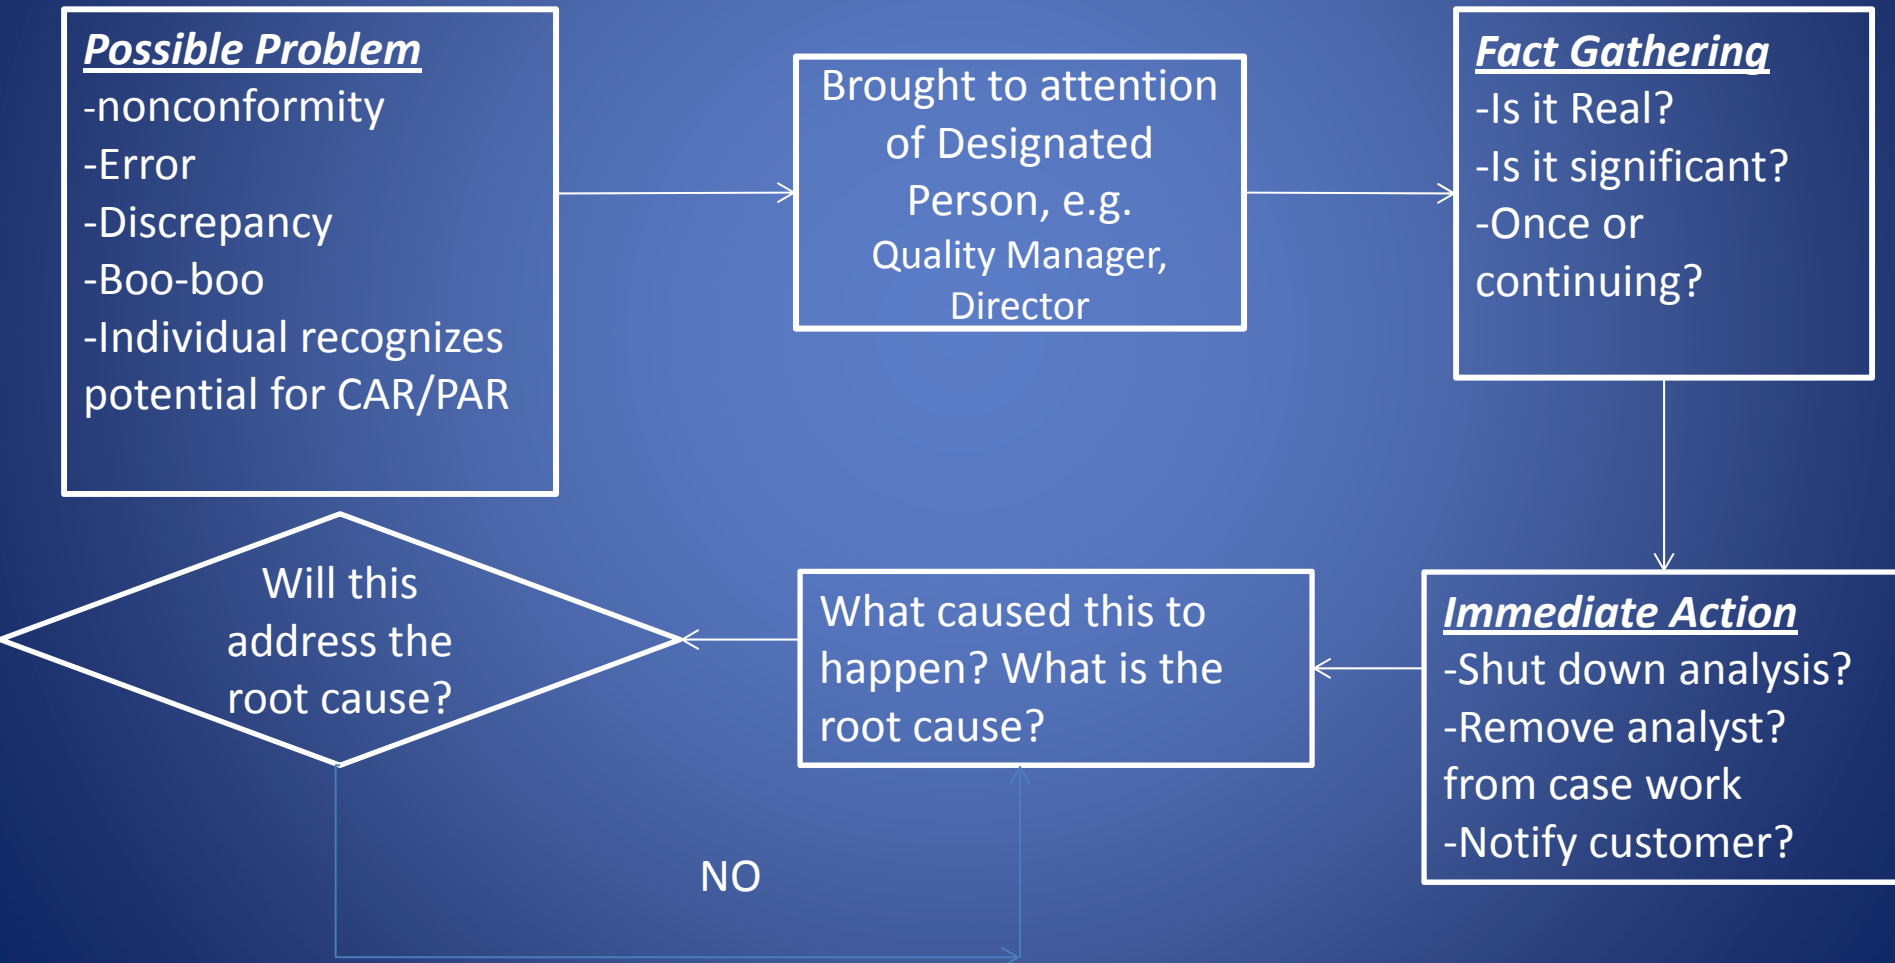 Possible Problem
-nonconformity
-Error
-Discrepancy
-Boo-boo
-Individual recognizes
potential for CAR/PAR
Brought to attention
of Designated
Person, e.g.
Quality Manager,
Director
Fact Gathering
-Is it Real?
-Is it significant?
-Once or
continuing?
Immediate Action
-Shut down analysis?
-Remove analyst?
from case work
-Notify customer?
What caused this to
happen? What is the
root cause?
Will this
address the
root cause?
NO